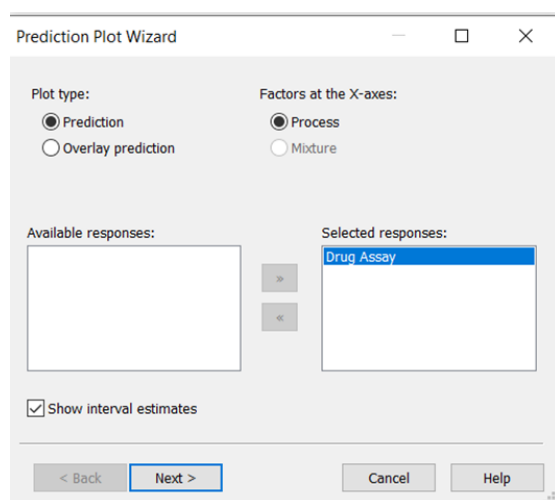 Prediction Plot Wizard
Plot type:
Factors at the X-axes:
Prediction
Process
Overlay prediction
Mixture
Available responses:
Selected responses:
Drug Assay
»
«
Show interval estimates
< Back
Next >
Cancel
Help